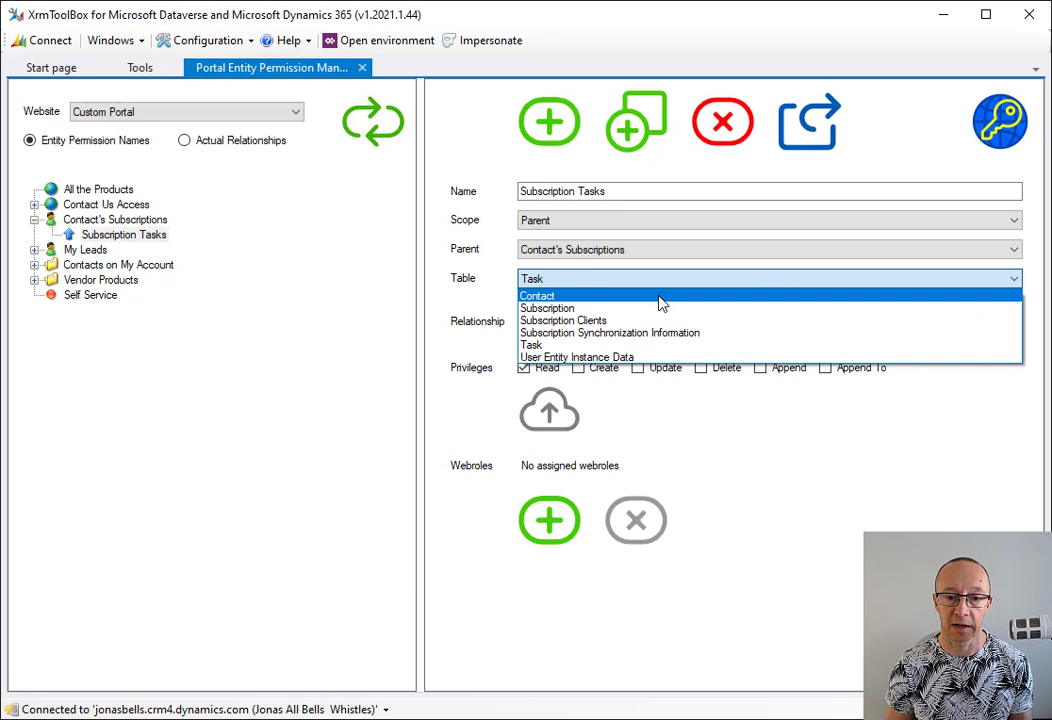 XrmToolBox for Microsoft Dataverse and Microsoft Dynamics 365 (v1.2021.1.44)
Connect Windows Configuration Help Open environment Impersonate
Start page Tools Portal Entity Permission Man...
Website Custom Portal
Entity Permission Names Actual Relationships
All the Products
Contact Us Access
Contact's Subscriptions
Subscription Tasks
My Leads
Contacts on My Account
Vendor Products
Self Service
Name Subscription Tasks
Scope Parent
Parent Contact's Subscriptions
Table Task
Contact
Subscription
Subscription Clients
Subscription Synchronization Information
Task
User Entity Instance Data
Relationship
Privileges Read Create Update Delete Append Append To
Webroles No assigned webroles
Connected to 'jonasbells.crm4.dynamics.com (Jonas All Bells Whistles)'